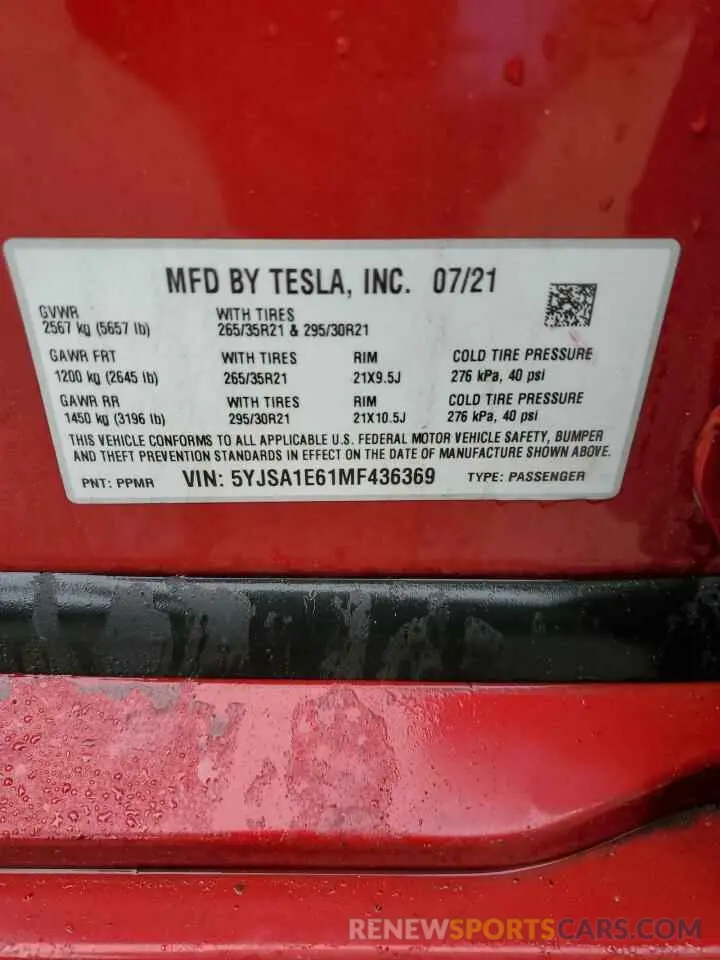 MFD BY TESLA, INC. 07/21
GVWR WITH TIRES
2567 kg (5657 lb) 265/35R21 & 295/30R21
GAWR FRT WITH TIRES RIM COLD TIRE PRESSURE
1200 kg (2645 lb) 265/35R21 21X9.5J 276 kPa, 40 psi
GAWR RR WITH TIRES RIM COLD TIRE PRESSURE
1450 kg (3196 lb) 295/30R21 21X10.5J 276 kPa, 40 psi
THIS VEHICLE CONFORMS TO ALL APPLICABLE U.S. FEDERAL MOTOR VEHICLE SAFETY, BUMPER
AND THEFT PREVENTION STANDARDS IN EFFECT ON THE DATE OF MANUFACTURE SHOWN ABOVE.
PNT: PPMR VIN: 5YJSA1E61MF436369 TYPE: PASSENGER
RENEWSPORTSCARS.COM